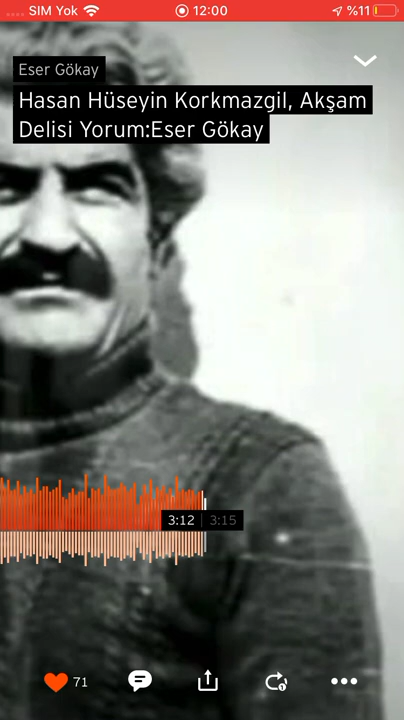 SIM Yok 12:00 %11
Eser Gökay
Hasan Hüseyin Korkmazgil, Akşam
Delisi Yorum:Eser Gökay
3:12 3:15
71
1